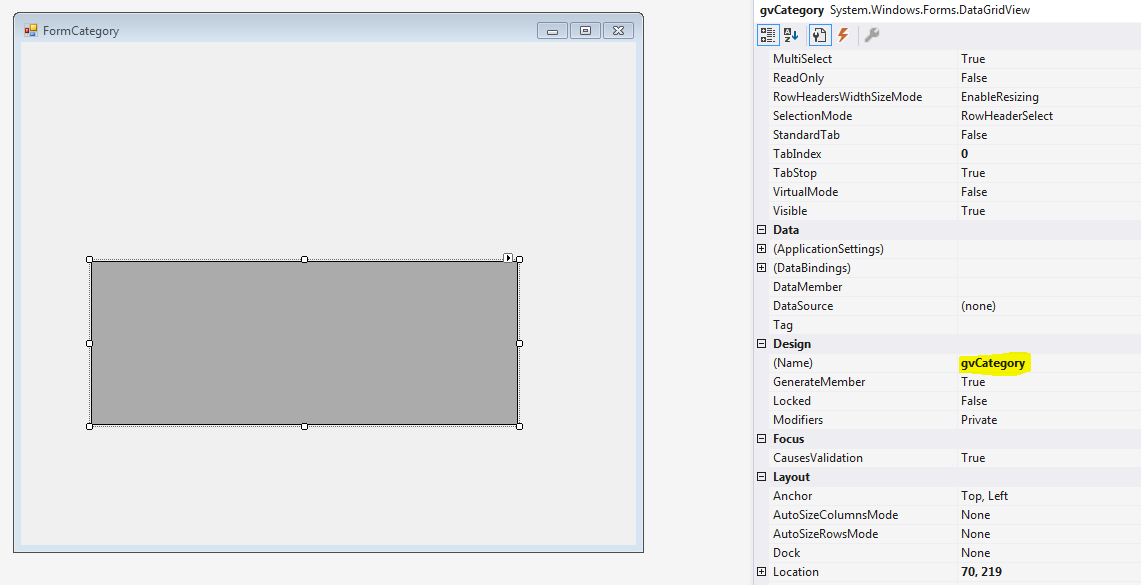 FormCategory
gvCategory System.Windows.Forms.DataGridView
MultiSelect True
ReadOnly False
RowHeadersWidthSizeMode EnableResizing
SelectionMode RowHeaderSelect
StandardTab False
TabIndex 0
TabStop True
VirtualMode False
Visible True
Data
(ApplicationSettings)
(DataBindings)
DataMember
DataSource (none)
Tag
Design
(Name) gvCategory
GenerateMember True
Locked False
Modifiers Private
Focus
CausesValidation True
Layout
Anchor Top, Left
AutoSizeColumnsMode None
AutoSizeRowsMode None
Dock None
Location 70, 219